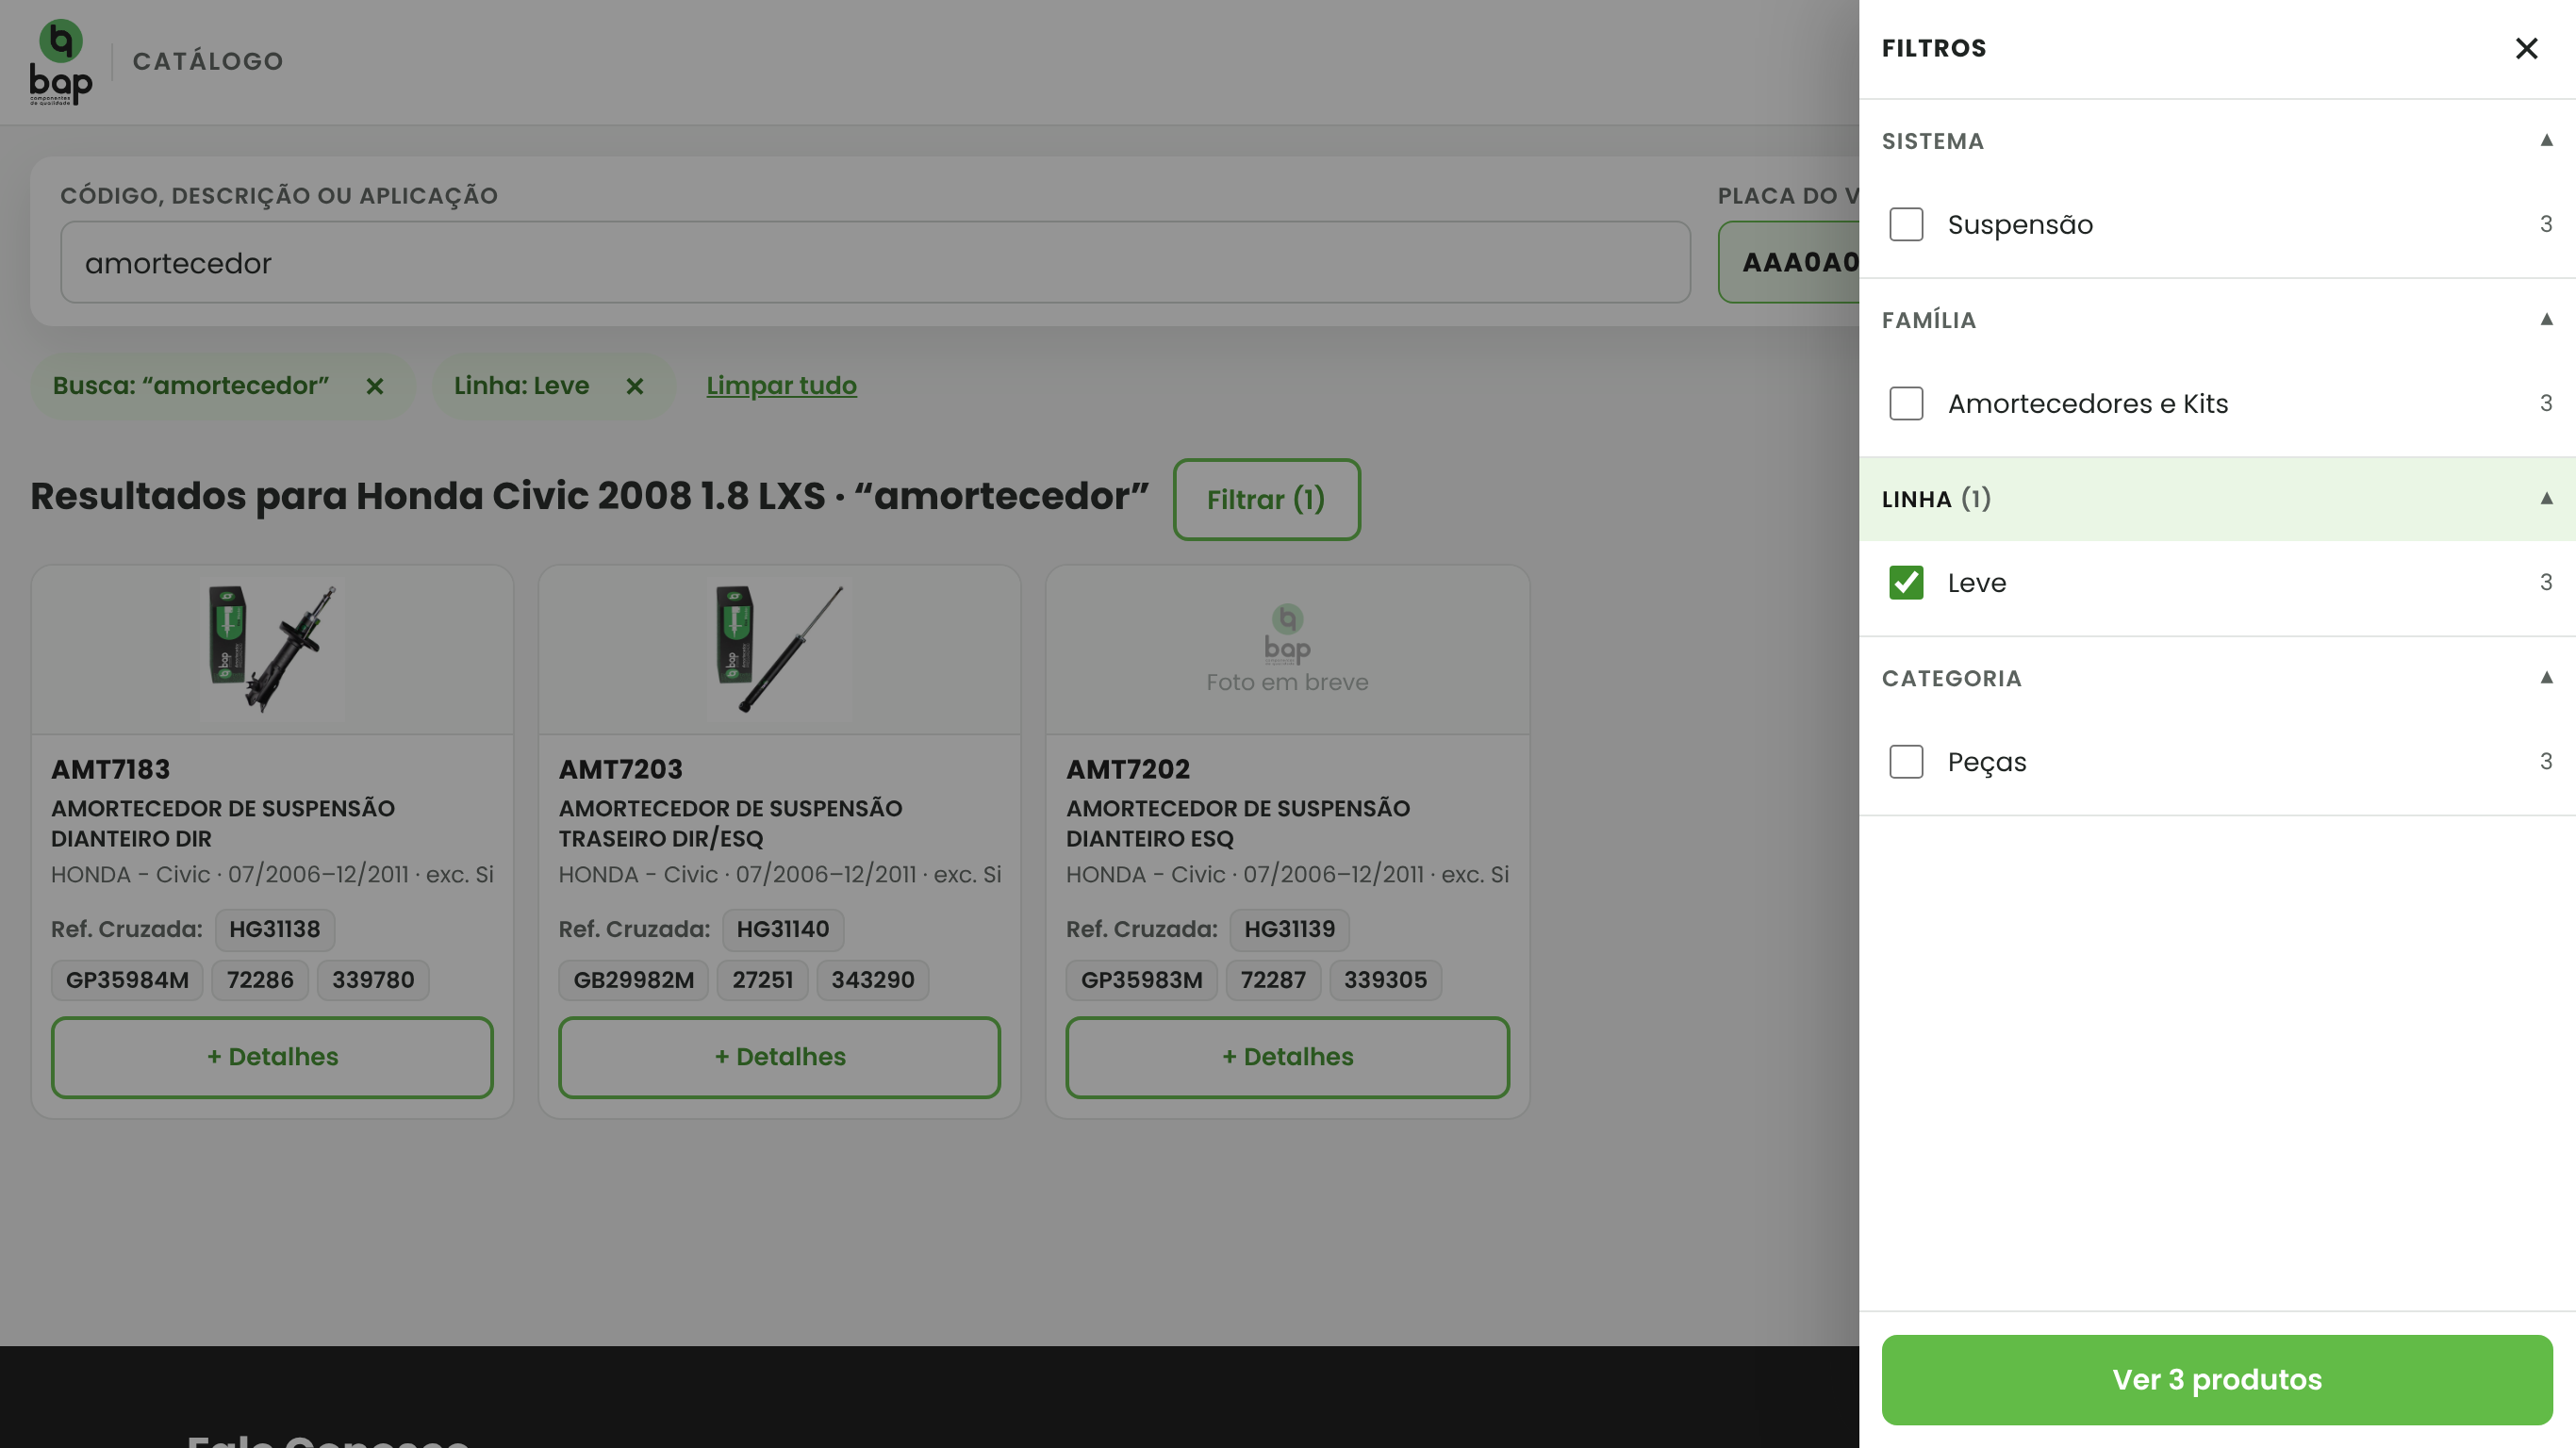 bap
componentes
de qualidade
CATÁLOGO
CÓDIGO, DESCRIÇÃO OU APLICAÇÃO
amortecedor
PLACA DO V
AAA0A0
Busca: “amortecedor” ✕
Linha: Leve ✕
Limpar tudo
Resultados para Honda Civic 2008 1.8 LXS · “amortecedor”
Filtrar (1)
bap
Foto em breve
AMT7183
AMORTECEDOR DE SUSPENSÃO
DIANTEIRO DIR
HONDA - Civic · 07/2006–12/2011 · exc. Si
Ref. Cruzada: HG31138
GP35984M 72286 339780
+ Detalhes
AMT7203
AMORTECEDOR DE SUSPENSÃO
TRASEIRO DIR/ESQ
HONDA - Civic · 07/2006–12/2011 · exc. Si
Ref. Cruzada: HG31140
GB29982M 27251 343290
+ Detalhes
AMT7202
AMORTECEDOR DE SUSPENSÃO
DIANTEIRO ESQ
HONDA - Civic · 07/2006–12/2011 · exc. Si
Ref. Cruzada: HG31139
GP35983M 72287 339305
+ Detalhes
FILTROS ✕
SISTEMA ▲
Suspensão 3
FAMÍLIA ▲
Amortecedores e Kits 3
LINHA (1) ▲
Leve 3
CATEGORIA ▲
Peças 3
Ver 3 produtos
Fale Conosco